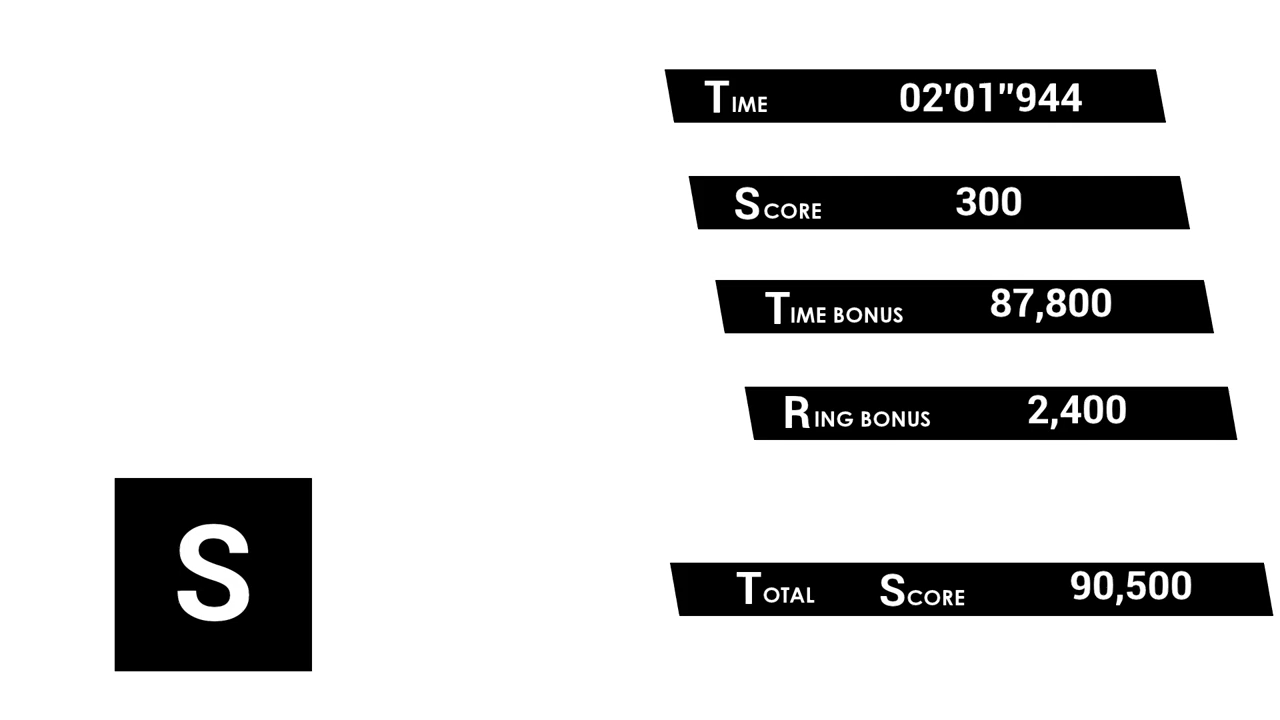 TIME 02'01"944
SCORE 300
TIME BONUS 87,800
RING BONUS 2,400
S
TOTAL SCORE 90,500